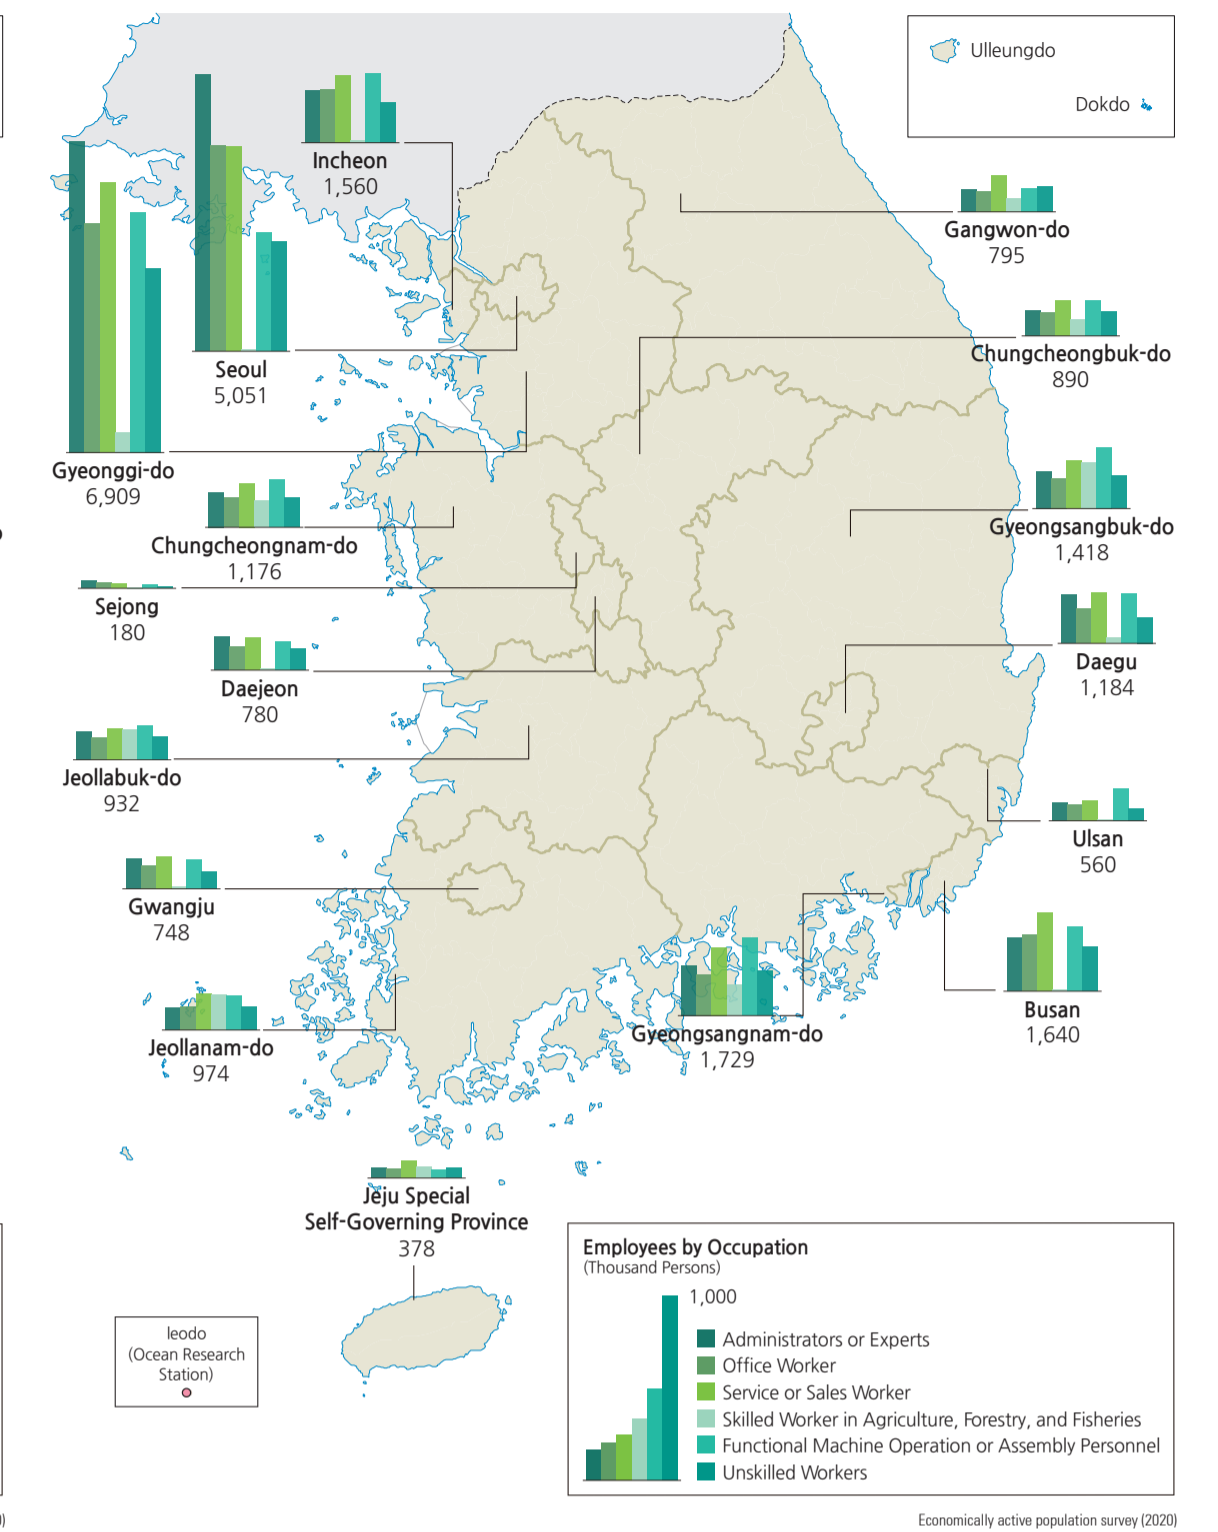 Ulleungdo
Dokdo
Incheon
1,560
Gangwon-do
795
Seoul
5,051
Chungcheongbuk-do
890
Gyeonggi-do
6,909
Chungcheongnam-do
1,176
Gyeongsangbuk-do
1,418
Sejong
180
Daegu
1,184
Daejeon
780
Jeollabuk-do
932
Ulsan
560
Gwangju
748
Busan
1,640
Gyeongsangnam-do
1,729
Jeollanam-do
974
Jeju Special
Self-Governing Province
378
Employees by Occupation
(Thousand Persons)
1,000
Administrators or Experts
Office Worker
Service or Sales Worker
Skilled Worker in Agriculture, Forestry, and Fisheries
Functional Machine Operation or Assembly Personnel
Unskilled Workers
Ieodo
(Ocean Research
Station)
Economically active population survey (2020)